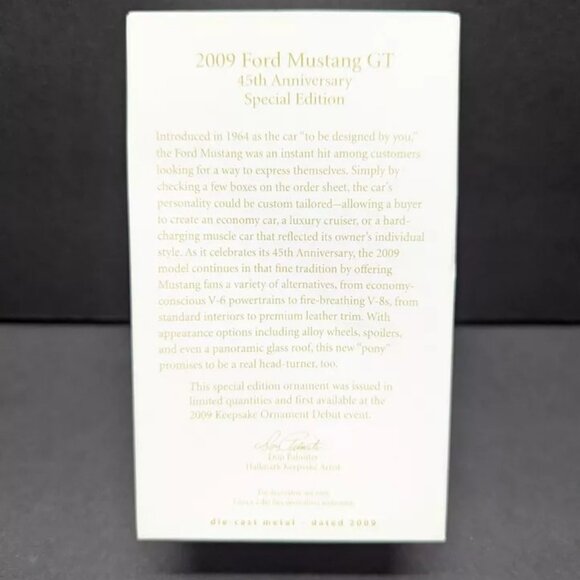 2009 Ford Mustang GT
45th Anniversary
Special Edition
Introduced in 1964 as the car "to be designed by you,"
the Ford Mustang was an instant hit among customers
looking for a way to express themselves. Simply by
checking a few boxes on the order sheet, the car's
personality could be custom tailored—allowing a buyer
to create an economy car, a luxury cruiser, or a hard-
charging muscle car that reflected its owner's individual
style. As it celebrates its 45th Anniversary, the 2009
model continues in that fine tradition by offering
Mustang fans a variety of alternatives, from economy-
conscious V-6 powertrains to fire-breathing V-8s, from
standard interiors to premium leather trim. With
appearance options including alloy wheels, spoilers,
and even a panoramic glass roof, this new "pony"
promises to be a real head-turner, too.
This special edition ornament was issued in
limited quantities and first available at the
2009 Keepsake Ornament Debut event.
Don Palmiter
Hallmark Keepsake Artist
For decorative use only.
die-cast metal - dated 2009